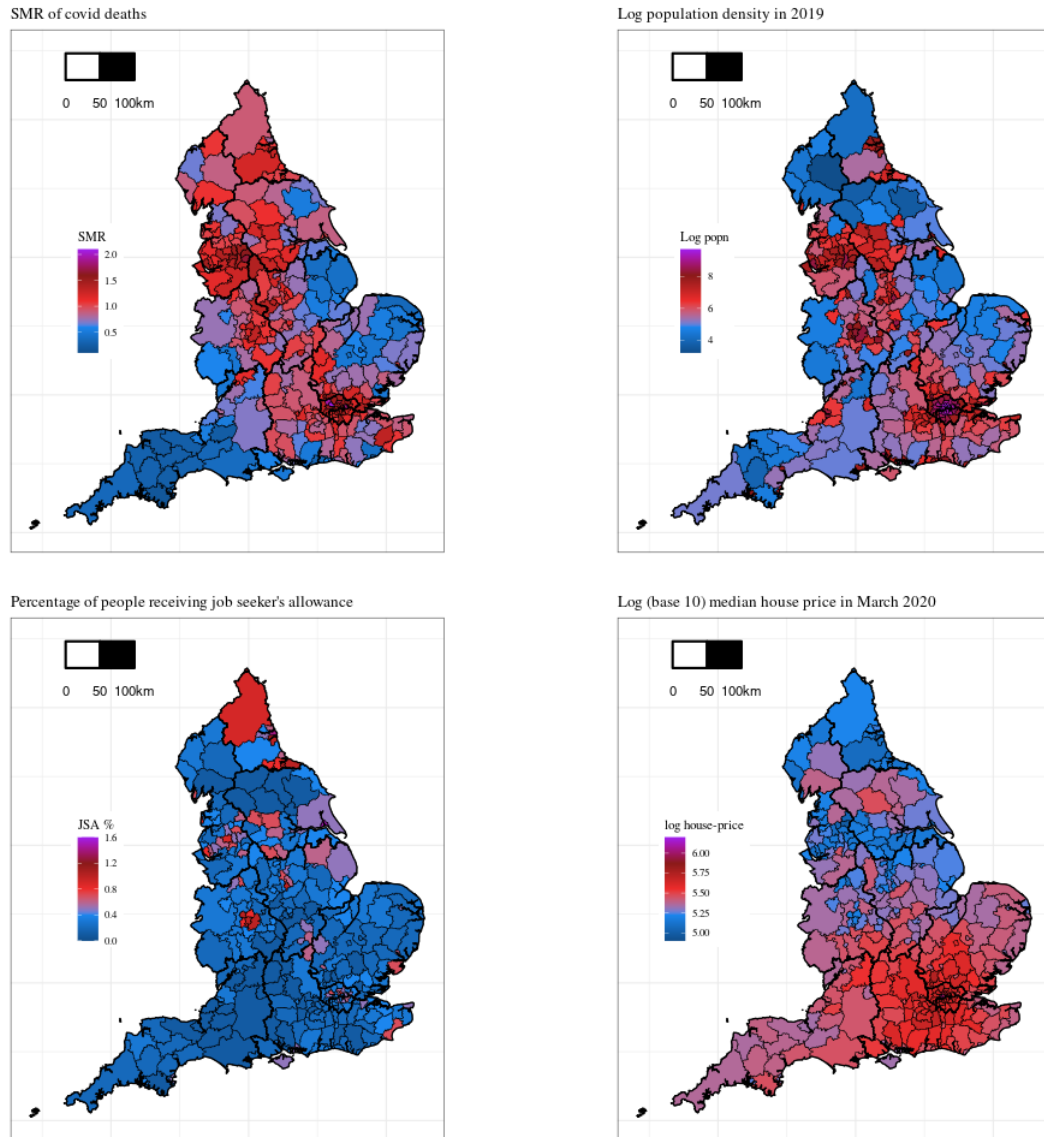 SMR of covid deaths
0 50 100km
SMR
2.0
1.5
1.0
0.5
Log population density in 2019
0 50 100km
Log popn
8
6
4
Percentage of people receiving job seeker's allowance
0 50 100km
JSA %
1.6
1.2
0.8
0.4
0.0
Log (base 10) median house price in March 2020
0 50 100km
log house-price
6.00
5.75
5.50
5.25
5.00